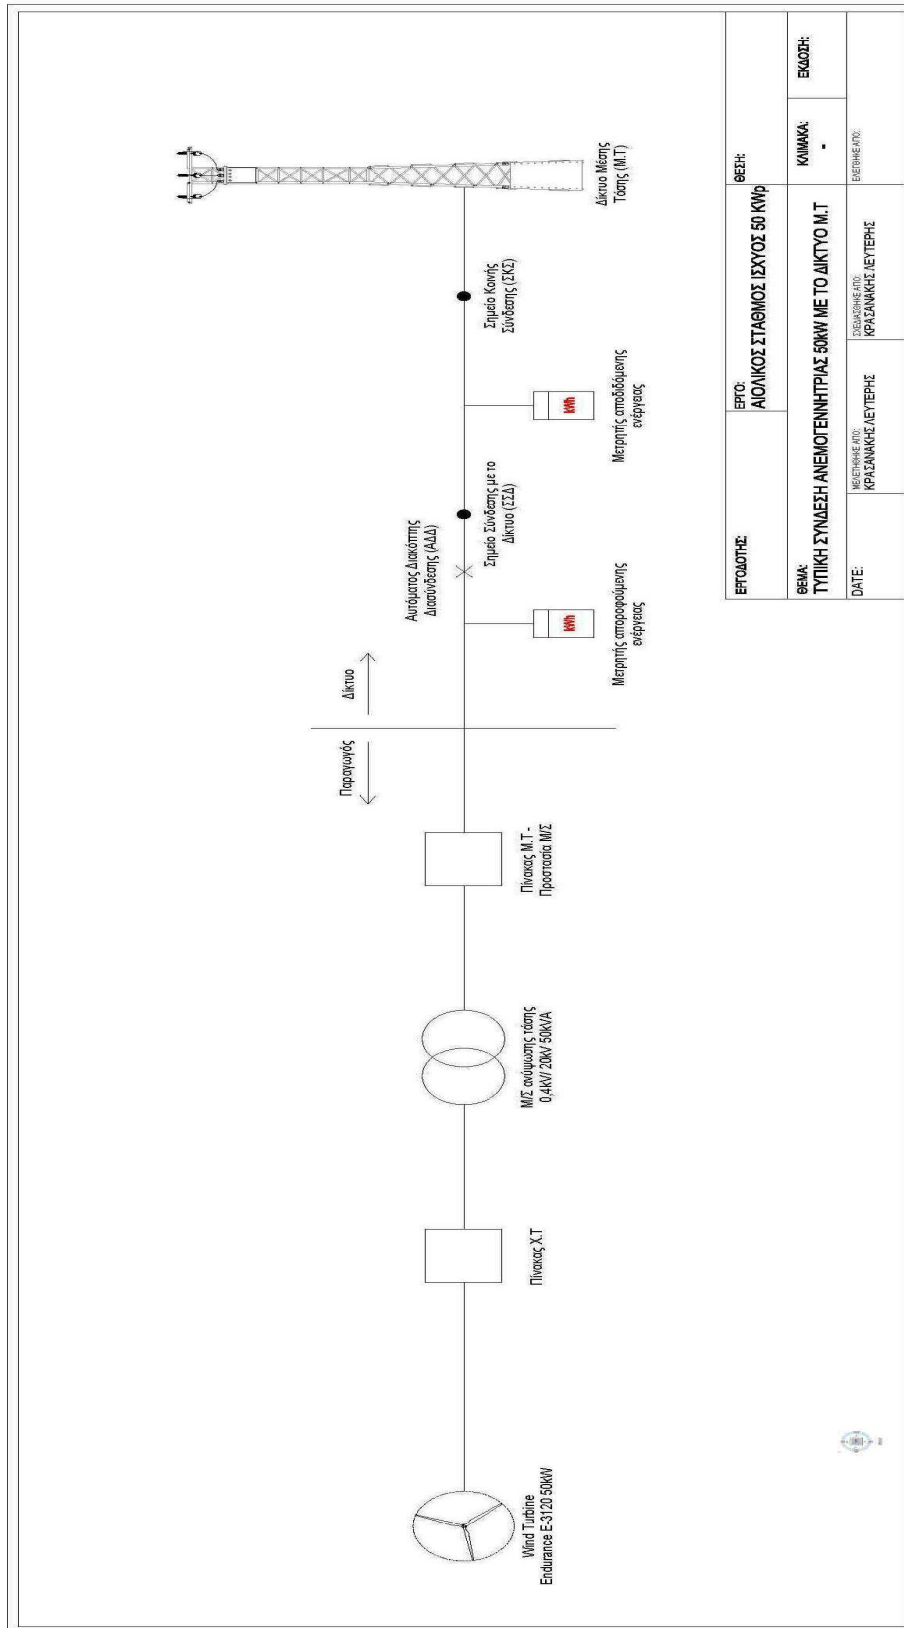 Wind Turbine
Endurance E-3120 50kW
Πίνακας Χ.Τ
Μ/Σ ανύψωσης τάσης
0,4kV/ 20kV/ 50kVA
Πίνακας Μ.Τ -
Προστασία Μ/Σ
Παραγωγός
Δίκτυο
Μετρητής απορροφούμενης
ενέργειας
kWh
Αυτόματος Διακόπτης
Διασύνδεσης (ΑΔΔ)
Σημείο Σύνδεσης με το
Δίκτυο (ΣΣΔ)
Μετρητής αποδιδόμενης
ενέργειας
kWh
Σημείο Κοινής
Σύνδεσης (ΣΚΣ)
Δίκτυο Μέσης
Τάσης (Μ.Τ)
ΕΡΓΟΔΟΤΗΣ:
ΕΡΓΟ:
ΑΙΟΛΙΚΟΣ ΣΤΑΘΜΟΣ ΙΣΧΥΟΣ 50 KWp
ΘΕΣΗ:
ΘΕΜΑ:
ΤΥΠΙΚΗ ΣΥΝΔΕΣΗ ΑΝΕΜΟΓΕΝΝΗΤΡΙΑΣ 50kW ΜΕ ΤΟ ΔΙΚΤΥΟ Μ.Τ
ΚΛΙΜΑΚΑ:
-
ΕΚΔΟΣΗ:
DATE:
ΜΕΛΕΤΗΘΗΚΕ ΑΠΟ:
ΚΡΑΣΑΝΑΚΗΣ ΛΕΥΤΕΡΗΣ
ΣΧΕΔΙΑΣΘΗΚΕ ΑΠΟ:
ΚΡΑΣΑΝΑΚΗΣ ΛΕΥΤΕΡΗΣ
ΕΛΕΓΘΗΚΕ ΑΠΟ: